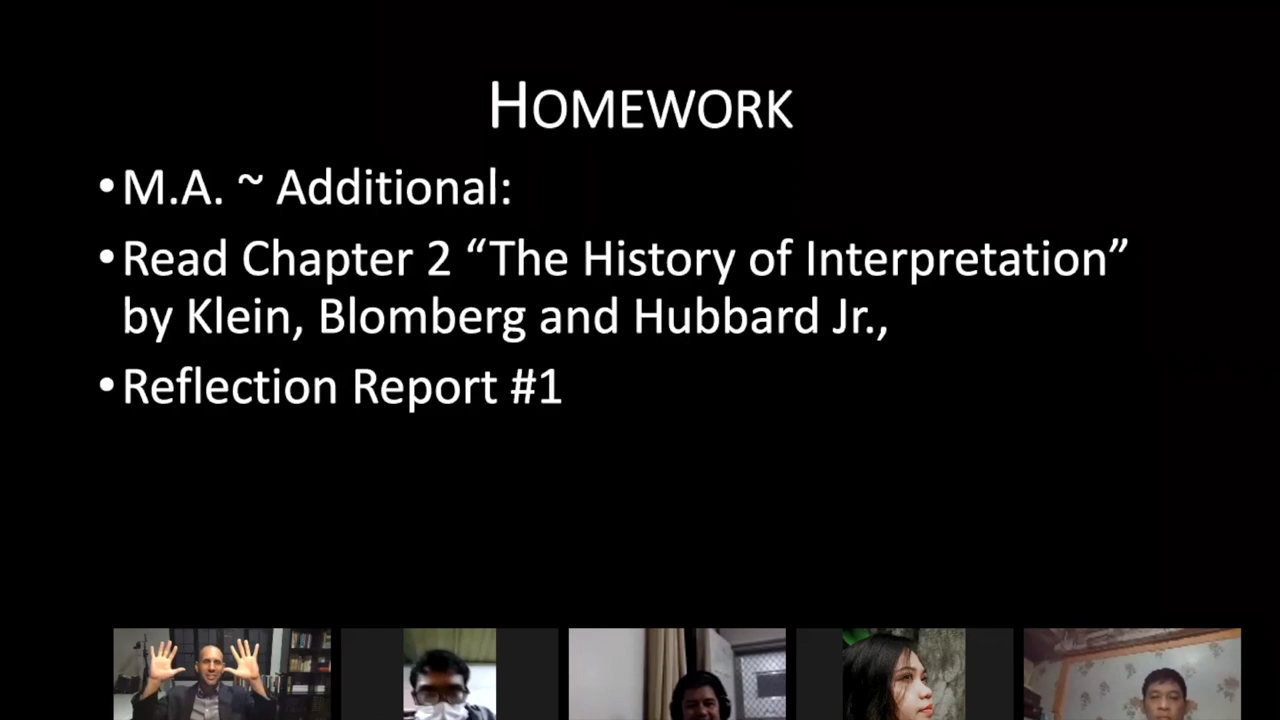 HOMEWORK
•M.A. ~ Additional:
•Read Chapter 2 “The History of Interpretation”
by Klein, Blomberg and Hubbard Jr.,
•Reflection Report #1